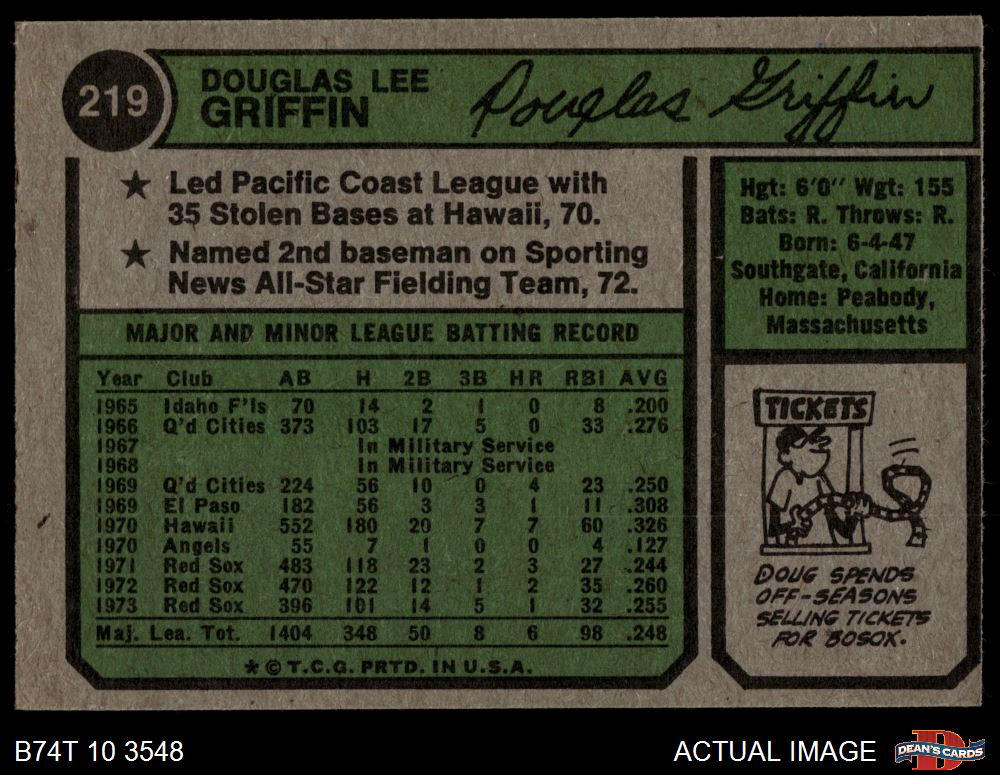 219
DOUGLAS LEE
GRIFFIN
Douglas Griffin
★ Led Pacific Coast League with
35 Stolen Bases at Hawaii, 70.
★ Named 2nd baseman on Sporting
News All-Star Fielding Team, 72.
Hgt: 6'0" Wgt: 155
Bats: R. Throws: R.
Born: 6-4-47
Southgate, California
Home: Peabody,
Massachusetts
MAJOR AND MINOR LEAGUE BATTING RECORD
Year Club AB H 2B 3B HR RBI AVG
1965 Idaho F'ls 70 14 2 1 0 8 .200
1966 Q'd Cities 373 103 17 5 0 33 .276
1967 In Military Service
1968 In Military Service
1969 Q'd Cities 224 56 10 0 4 23 .250
1969 El Paso 182 56 3 3 1 11 .308
1970 Hawaii 552 180 20 7 7 60 .326
1970 Angels 55 7 1 0 0 4 .127
1971 Red Sox 483 118 23 2 3 27 .244
1972 Red Sox 470 122 12 1 2 35 .260
1973 Red Sox 396 101 14 5 1 32 .255
Maj. Lea. Tot. 1404 348 50 8 6 98 .248
* © T.C.G. PRTD. IN U.S.A.
TICKETS
DOUG SPENDS
OFF-SEASONS
SELLING TICKETS
FOR BOSOX.
B74T 10 3548
ACTUAL IMAGE
D
DEAN'S CARDS